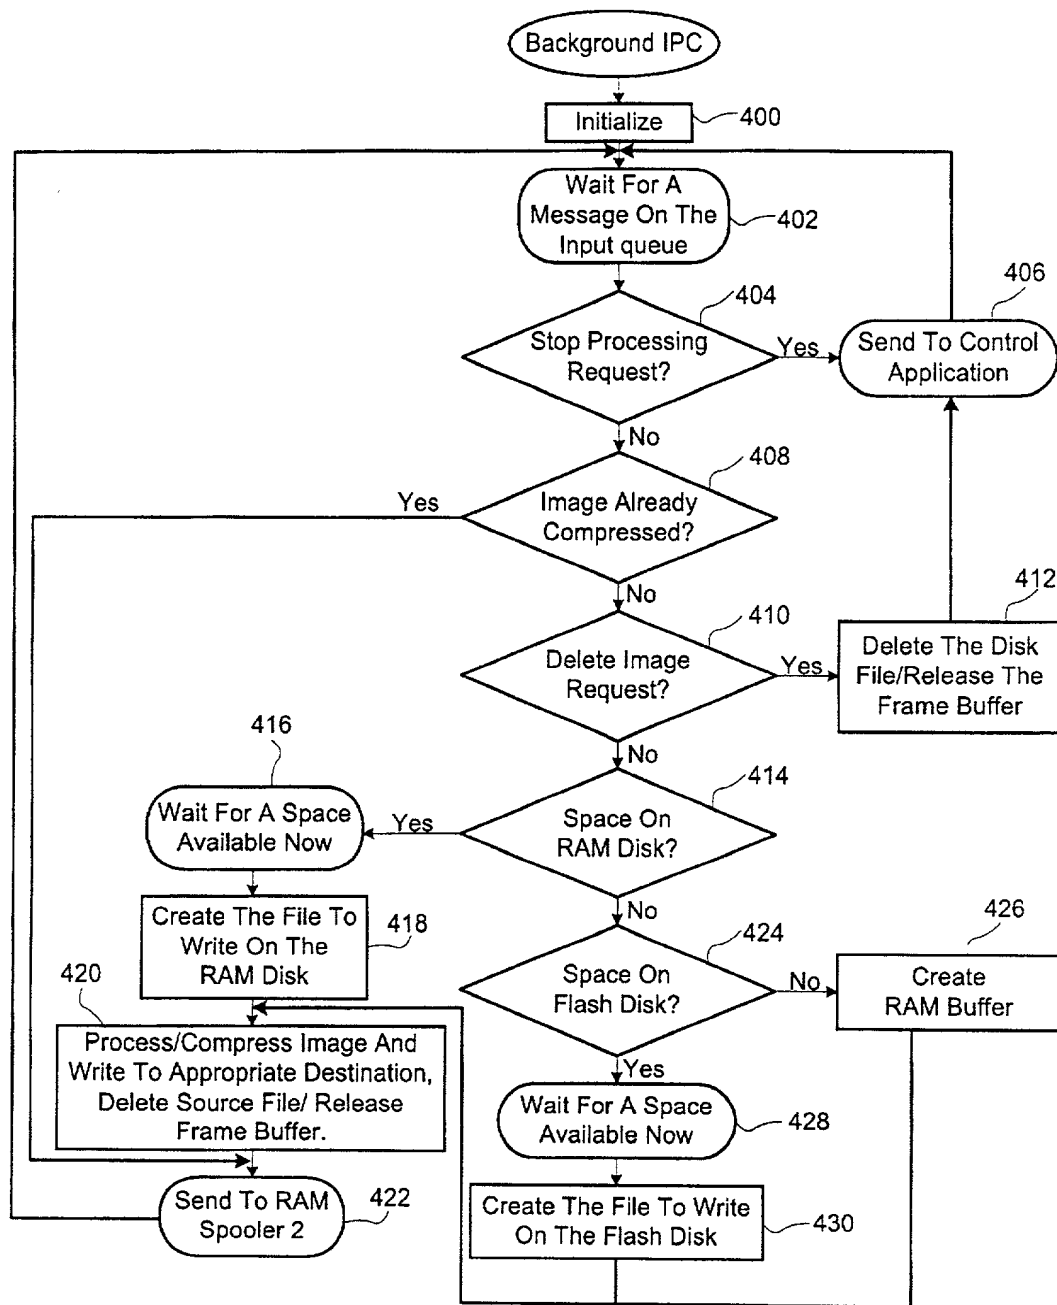 Background IPC
Initialize
400
Wait For A
Message On The
Input queue
402
404
Stop Processing
Request?
Yes
406
Send To Control
Application
No
408
Yes
Image Already
Compressed?
No
410
Delete Image
Request?
Yes
412
Delete The Disk
File/Release The
Frame Buffer
No
416
Wait For A Space
Available Now
Yes
414
Space On
RAM Disk?
Create The File To
Write On The
RAM Disk
418
No
424
Space On
Flash Disk?
No
426
Create
RAM Buffer
420
Process/Compress Image And
Write To Appropriate Destination,
Delete Source File/ Release
Frame Buffer.
Yes
Wait For A Space
Available Now
428
Send To RAM
Spooler 2
422
Create The File To Write
On The Flash Disk
430